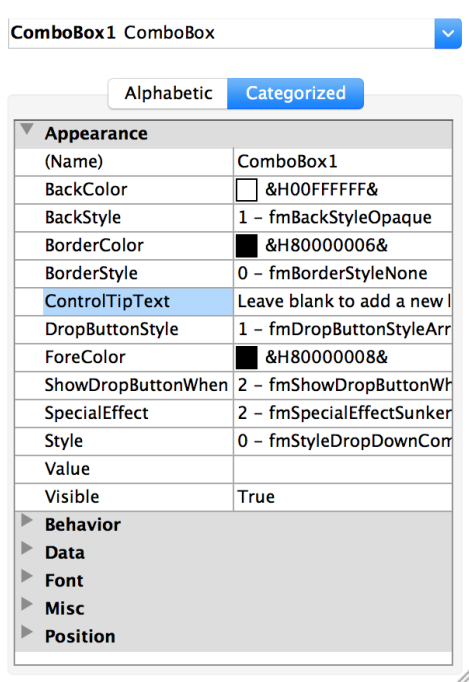 ComboBox1 ComboBox
Alphabetic Categorized
Appearance
(Name) ComboBox1
BackColor &H00FFFFFF&
BackStyle 1 – fmBackStyleOpaque
BorderColor &H80000006&
BorderStyle 0 – fmBorderStyleNone
ControlTipText Leave blank to add a new
DropButtonStyle 1 – fmDropButtonStyleArr
ForeColor &H80000008&
ShowDropButtonWhen 2 – fmShowDropButtonWh
SpecialEffect 2 – fmSpecialEffectSunken
Style 0 – fmStyleDropDownCom
Value
Visible True
Behavior
Data
Font
Misc
Position